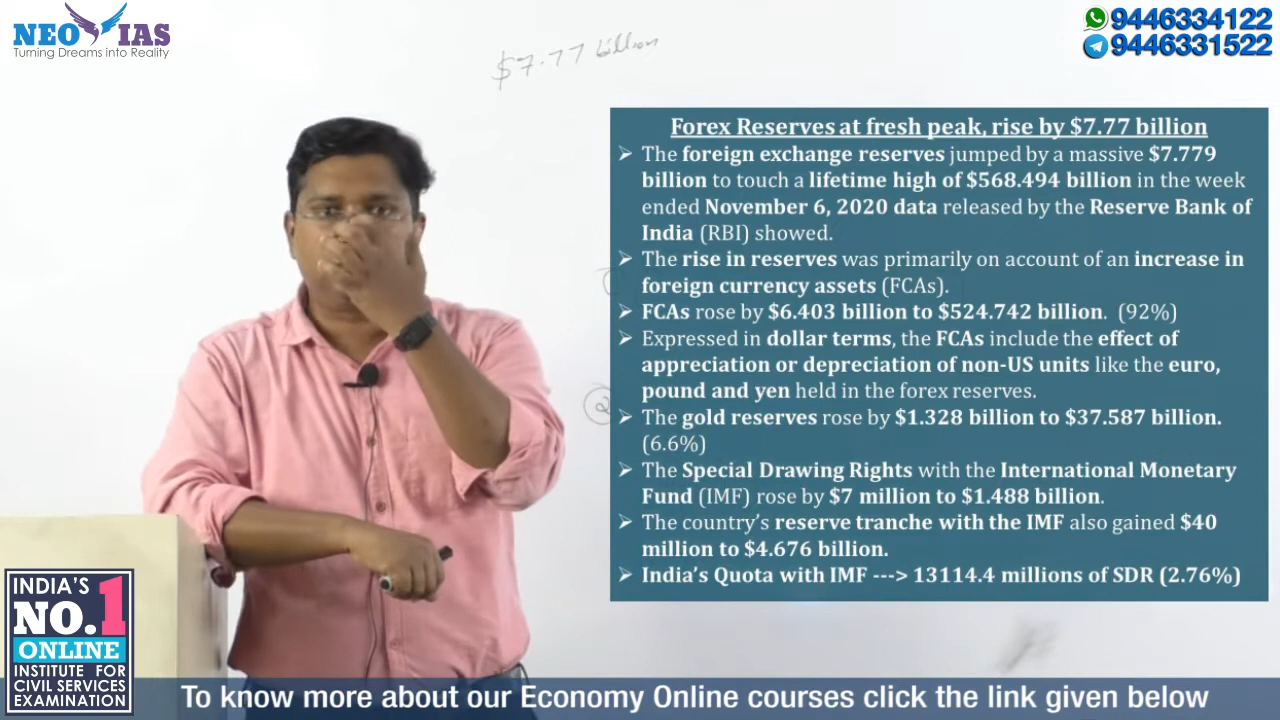 NEO IAS
Turning Dreams into Reality
9446334122
9446331522
$7.77 billion
Forex Reserves at fresh peak, rise by $7.77 billion
➢ The foreign exchange reserves jumped by a massive $7.779
billion to touch a lifetime high of $568.494 billion in the week
ended November 6, 2020 data released by the Reserve Bank of
India (RBI) showed.
➢ The rise in reserves was primarily on account of an increase in
foreign currency assets (FCAs).
➢ FCAs rose by $6.403 billion to $524.742 billion. (92%)
➢ Expressed in dollar terms, the FCAs include the effect of
appreciation or depreciation of non-US units like the euro,
pound and yen held in the forex reserves.
➢ The gold reserves rose by $1.328 billion to $37.587 billion.
(6.6%)
➢ The Special Drawing Rights with the International Monetary
Fund (IMF) rose by $7 million to $1.488 billion.
➢ The country’s reserve tranche with the IMF also gained $40
million to $4.676 billion.
➢ India’s Quota with IMF ---> 13114.4 millions of SDR (2.76%)
INDIA'S
NO.1
ONLINE
INSTITUTE FOR
CIVIL SERVICES
EXAMINATION
To know more about our Economy Online courses click the link given below